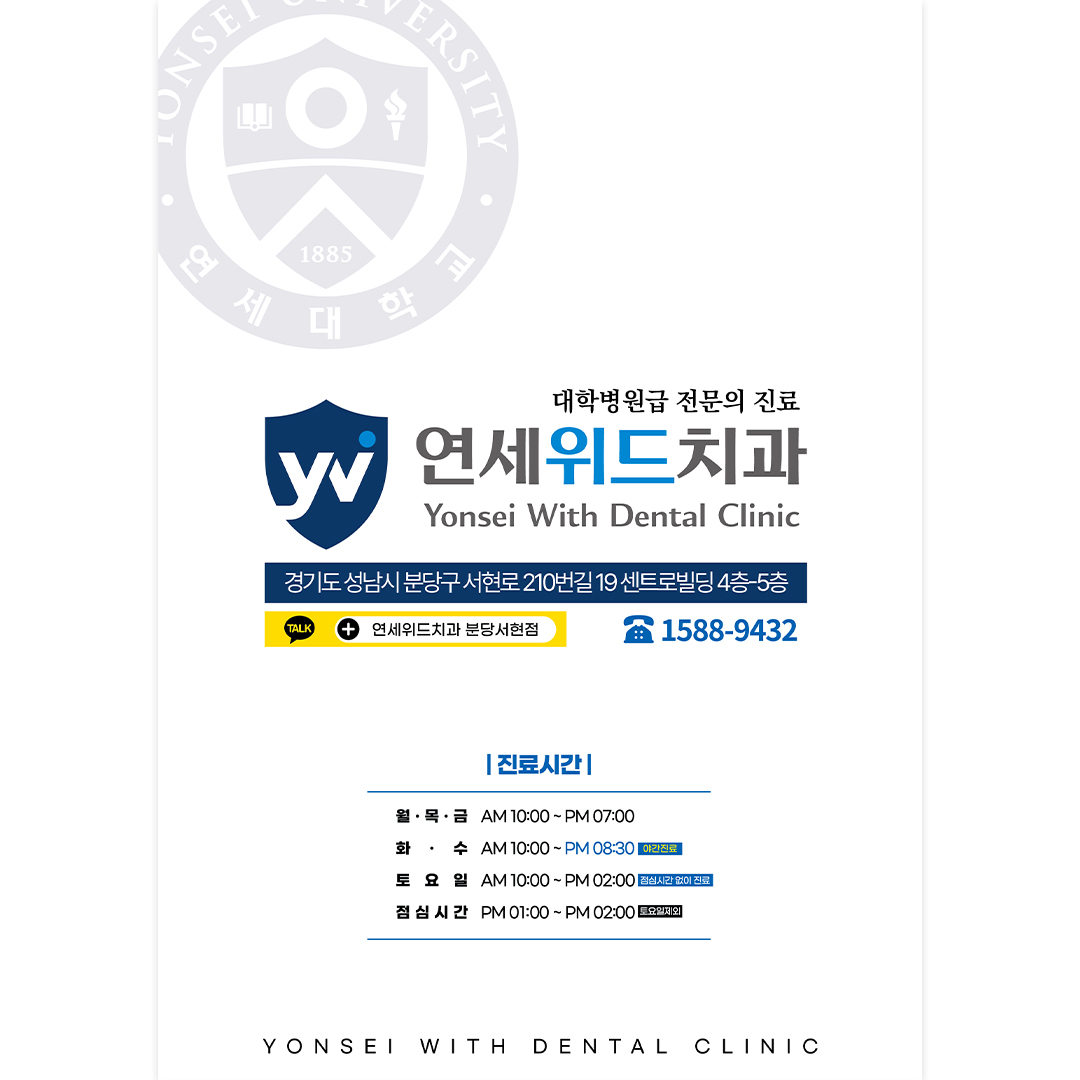 YONSEI UNIVERSITY
1885
연세대학교
대학병원급 전문의 진료
yw
연세위드치과
Yonsei With Dental Clinic
경기도 성남시 분당구 서현로 210번길 19 센트로빌딩 4층-5층
TALK 연세위드치과 분당서현점 1588-9432
| 진료시간 |
월·목·금 AM 10:00 ~ PM 07:00
화 · 수 AM 10:00 ~ PM 08:30 야간진료
토요일 AM 10:00 ~ PM 02:00 점심시간 없이 진료
점심시간 PM 01:00 ~ PM 02:00 토요일제외
YONSEI WITH DENTAL CLINIC